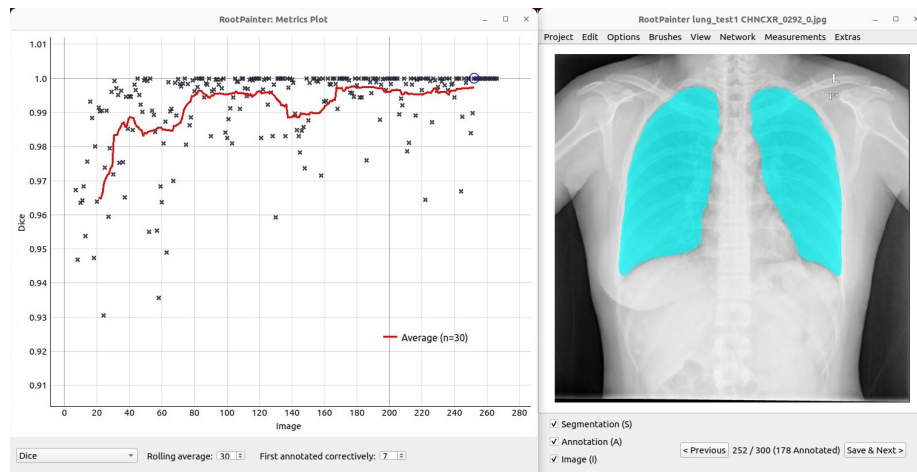 RootPainter: Metrics Plot
1.01
1.0
0.99
0.98
0.97
0.96
0.95
0.94
0.93
0.92
0.91
Dice
Average (n=30)
0 20 40 60 80 100 120 140 160 180 200 220 240 260 280
Image
Dice Rolling average: 30 First annotated correctively: 7
RootPainter lung_test1 CHNCXR_0292_0.jpg
Project Edit Options Brushes View Network Measurements Extras
L
Segmentation (S)
Annotation (A)
Image (I)
< Previous 252 / 300 (178 Annotated) Save & Next >